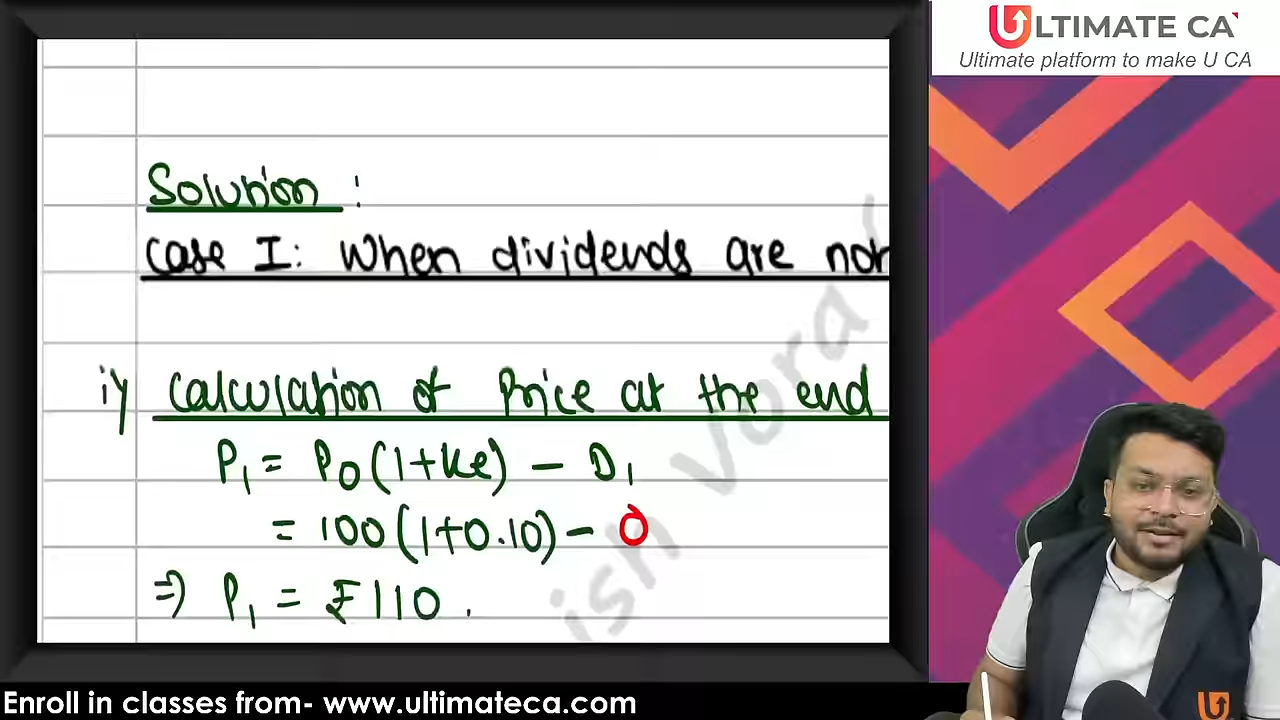 ULTIMATE CA
Ultimate platform to make U CA
Solution :
Case I: When dividends are not
i) Calculation of Price at the end
P1 = P0(1+ke) - D1
= 100(1+0.10) - 0
⇒ P1 = ₹110.
ish Vora
Enroll in classes from- www.ultimateca.com